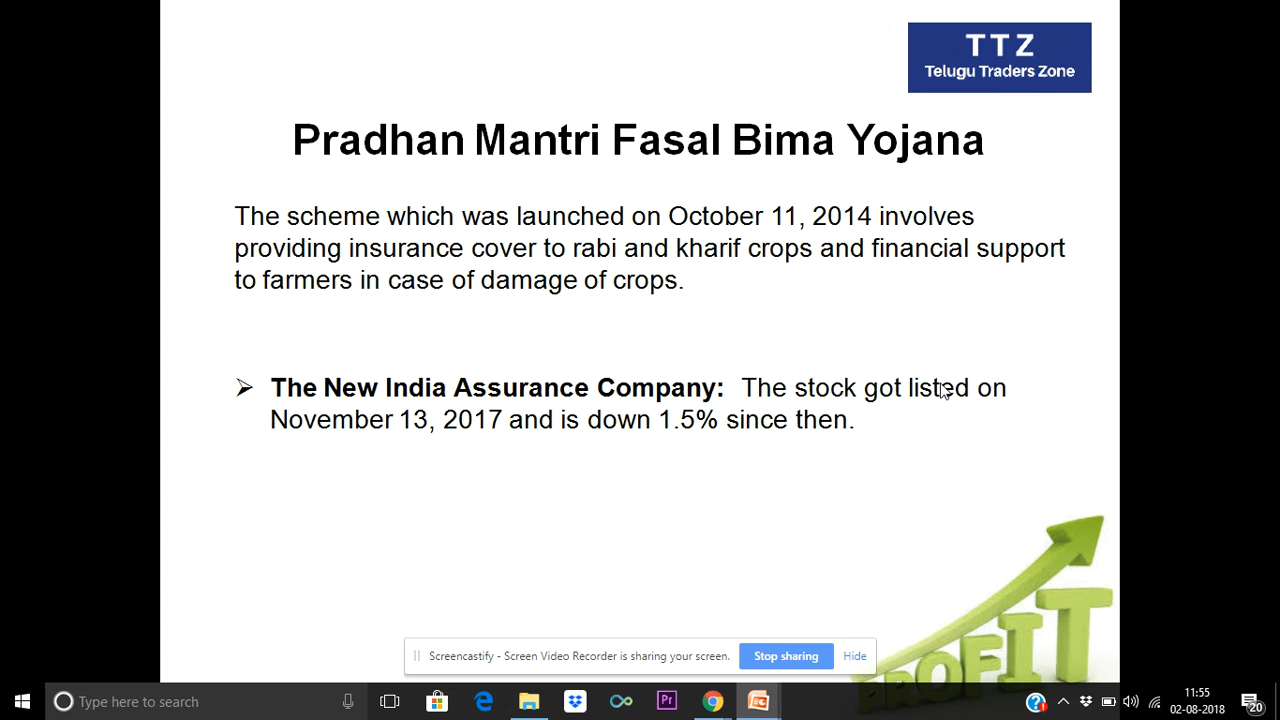 T T Z
Telugu Traders Zone
Pradhan Mantri Fasal Bima Yojana
The scheme which was launched on October 11, 2014 involves
providing insurance cover to rabi and kharif crops and financial support
to farmers in case of damage of crops.
The New India Assurance Company: The stock got listed on
November 13, 2017 and is down 1.5% since then.
PROFIT
Screencastify - Screen Video Recorder is sharing your screen.
Stop sharing
Hide
Type here to search
Pr
11:55
02-08-2018
20